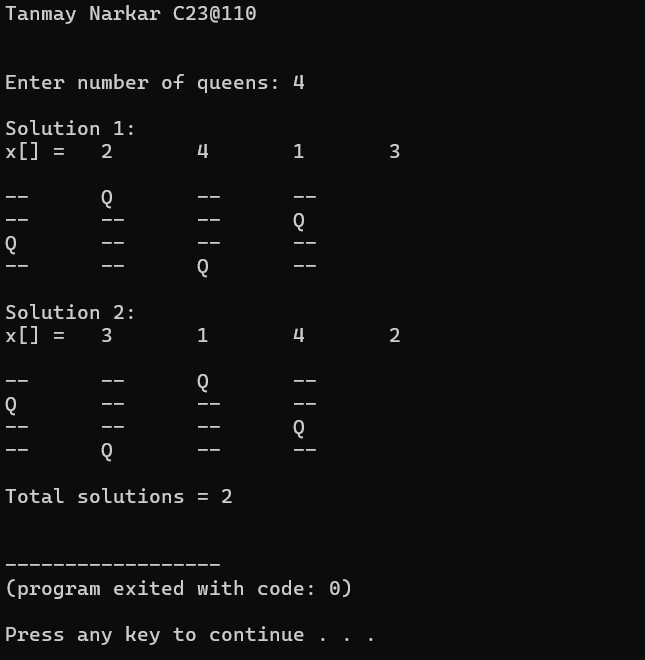 Tanmay Narkar C23@110
Enter number of queens: 4
Solution 1:
x[] =   2       4       1       3
--      Q       --      --
--      --      --      Q
Q       --      --      --
--      --      Q       --
Solution 2:
x[] =   3       1       4       2
--      --      Q       --
Q       --      --      --
--      --      --      Q
--      Q       --      --
Total solutions = 2
------------------
(program exited with code: 0)
Press any key to continue . . .